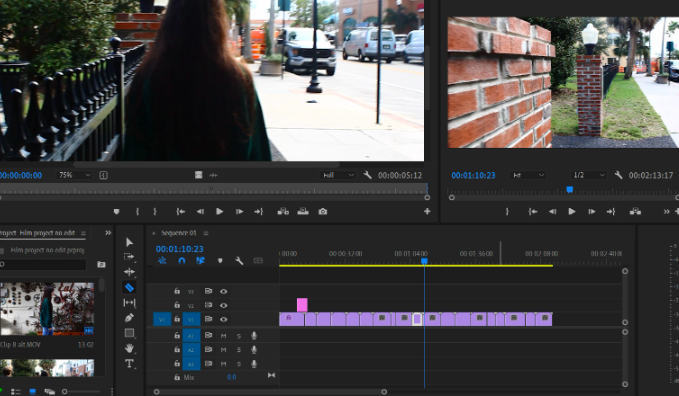 00:00:00:00 75% Full 00:00:05:12
00:01:10:23 Fit 1/2 00:02:13:17
project: Film project no edit
Film project no edit.prproj
Clip 8 alt.MOV 13:02
Sequence 01
00:01:10:23
:00:00 00:00:32:00 00:01:04:00 00:01:36:00 00:02:08:00 00:02:40:0
V3
V2
V1 V1
A1 M S
A2 M S
A3 M S
Mix 0.0